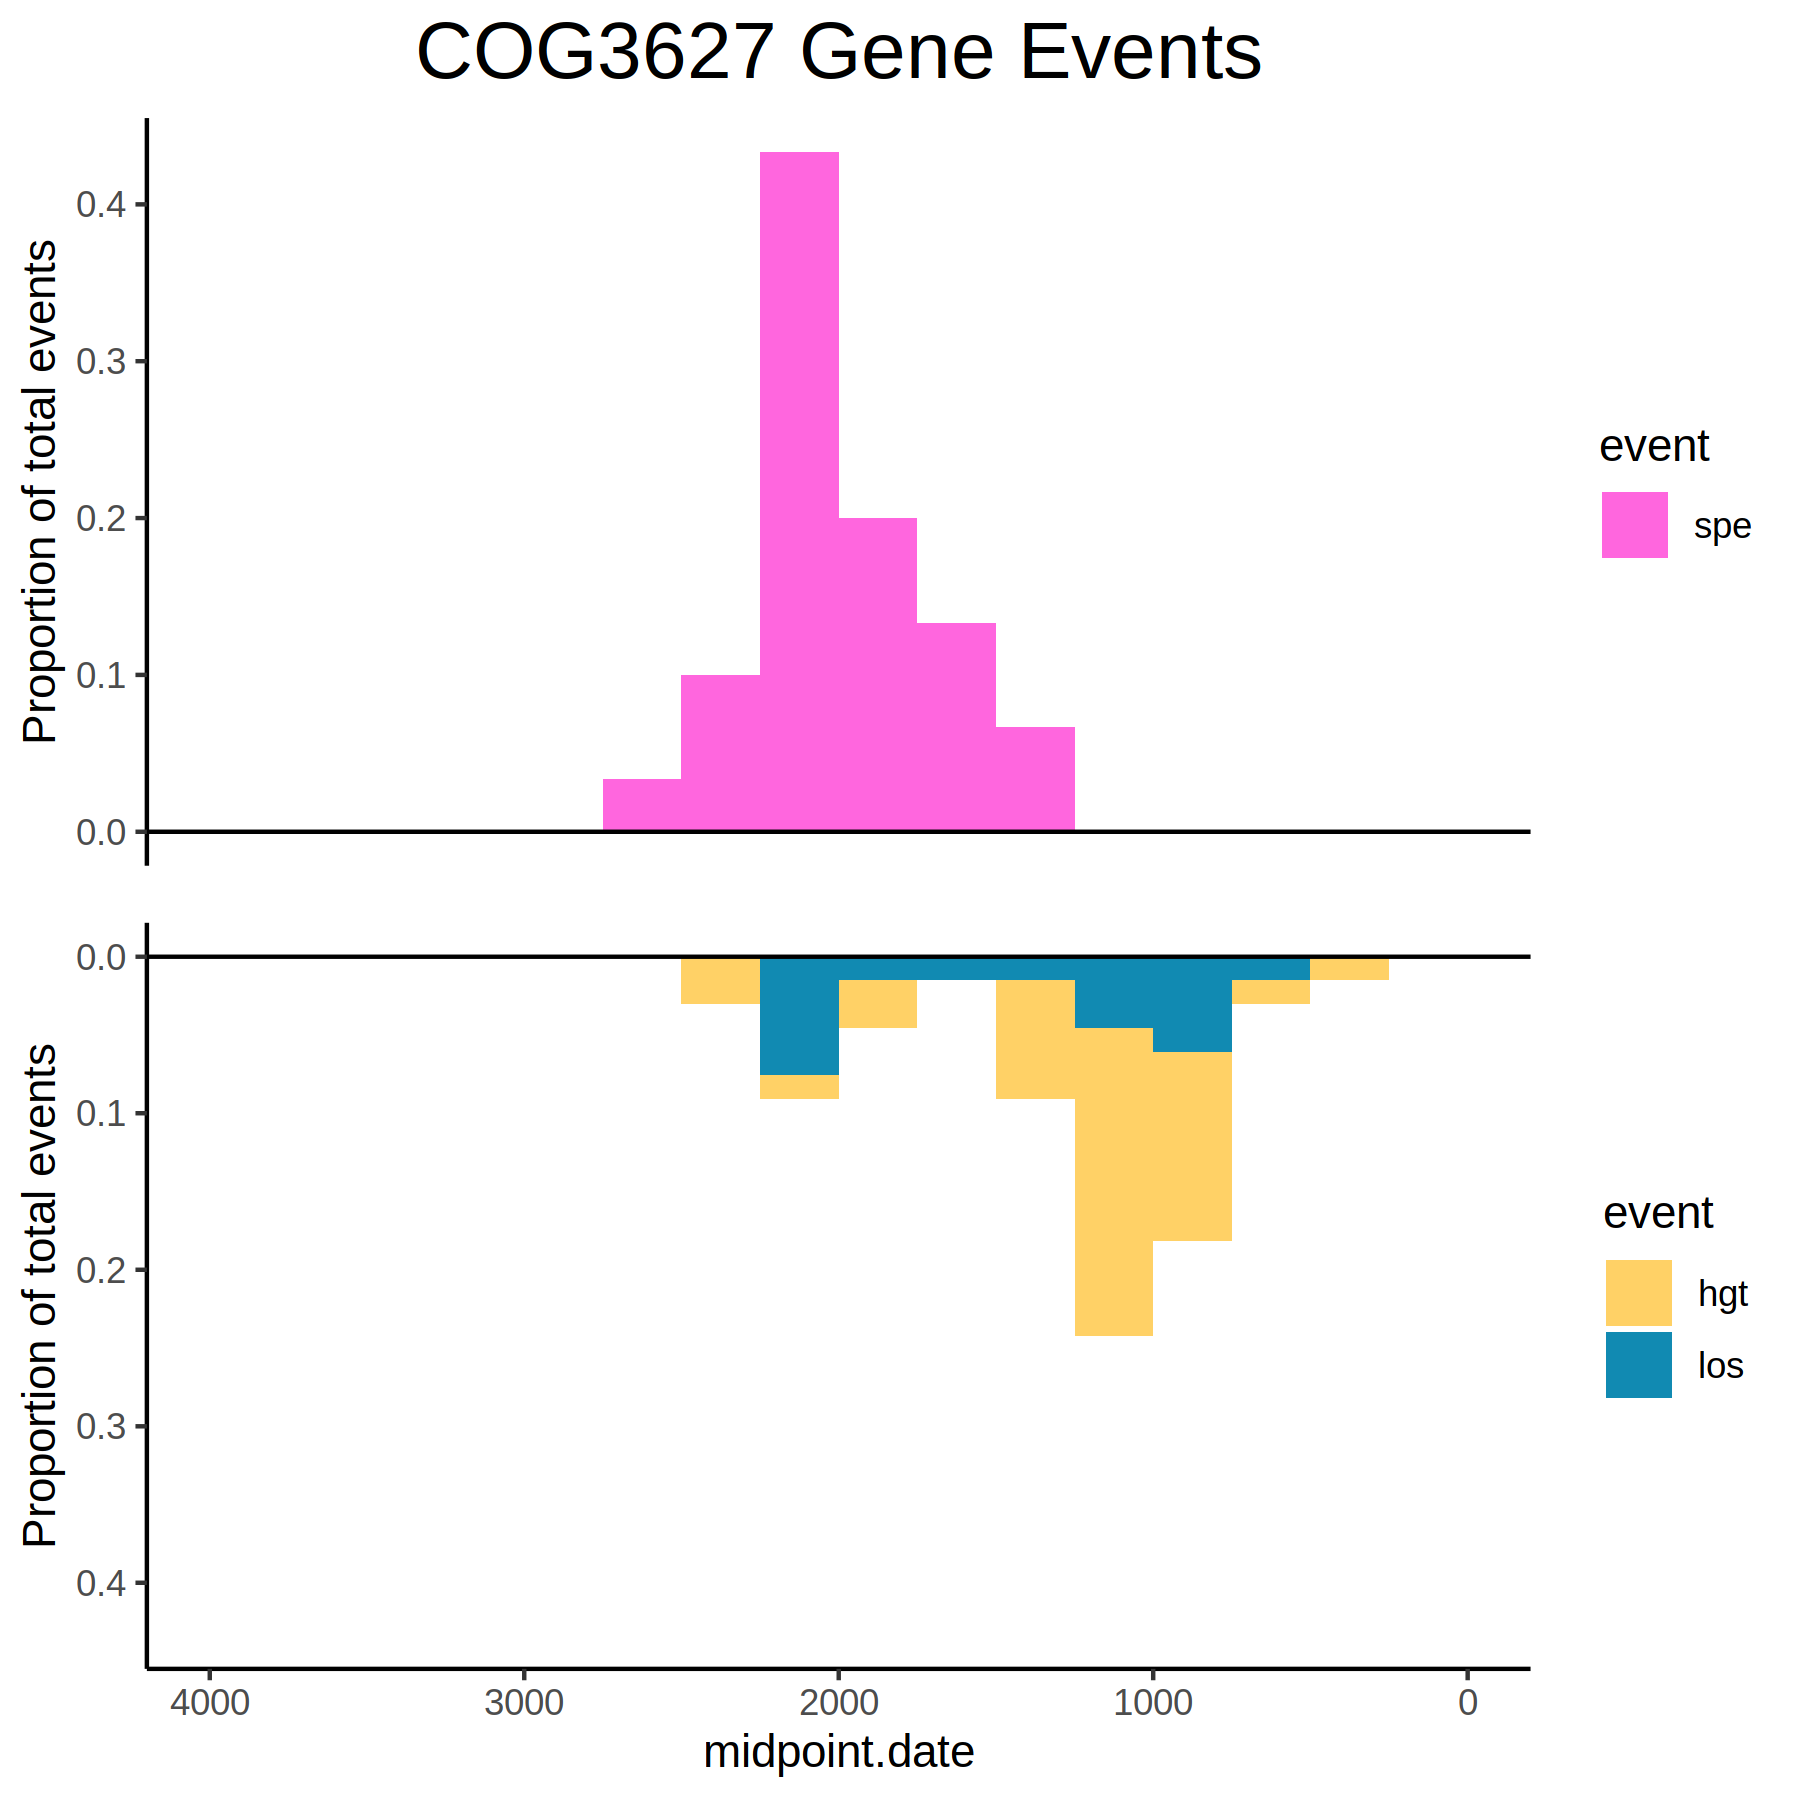 COG3627 Gene Events
Proportion of total events
0.4
0.3
0.2
0.1
0.0
event
spe
Proportion of total events
0.0
0.1
0.2
0.3
0.4
event
hgt
los
4000 3000 2000 1000 0
midpoint.date